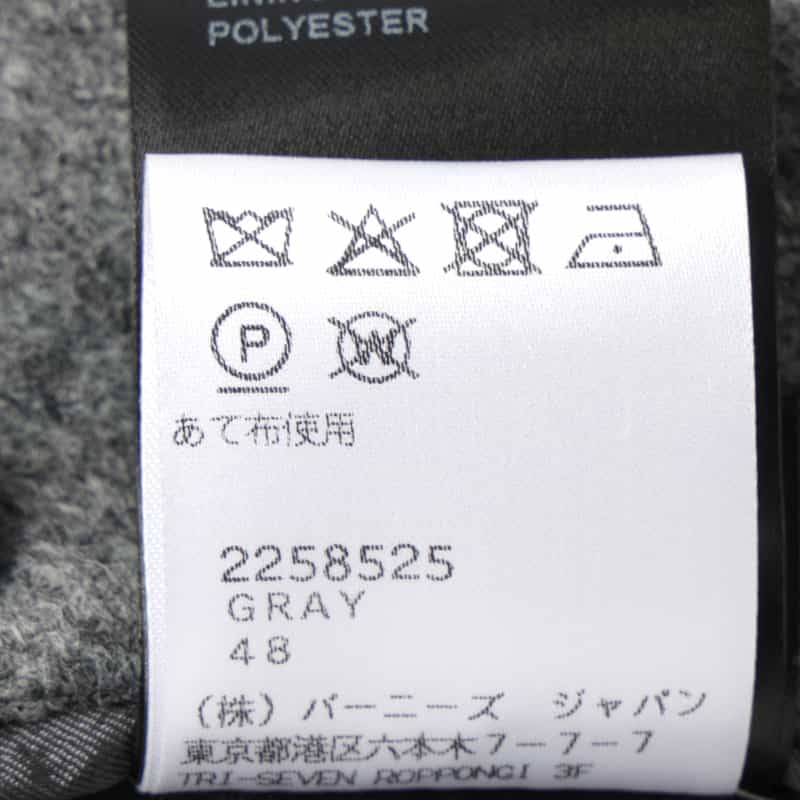 POLYESTER
P
W
あて布使用
2258525
GRAY
48
(株) バーニーズ ジャパン
東京都港区六本木7-7-7
TRI-SEVEN ROPPONGI 3F